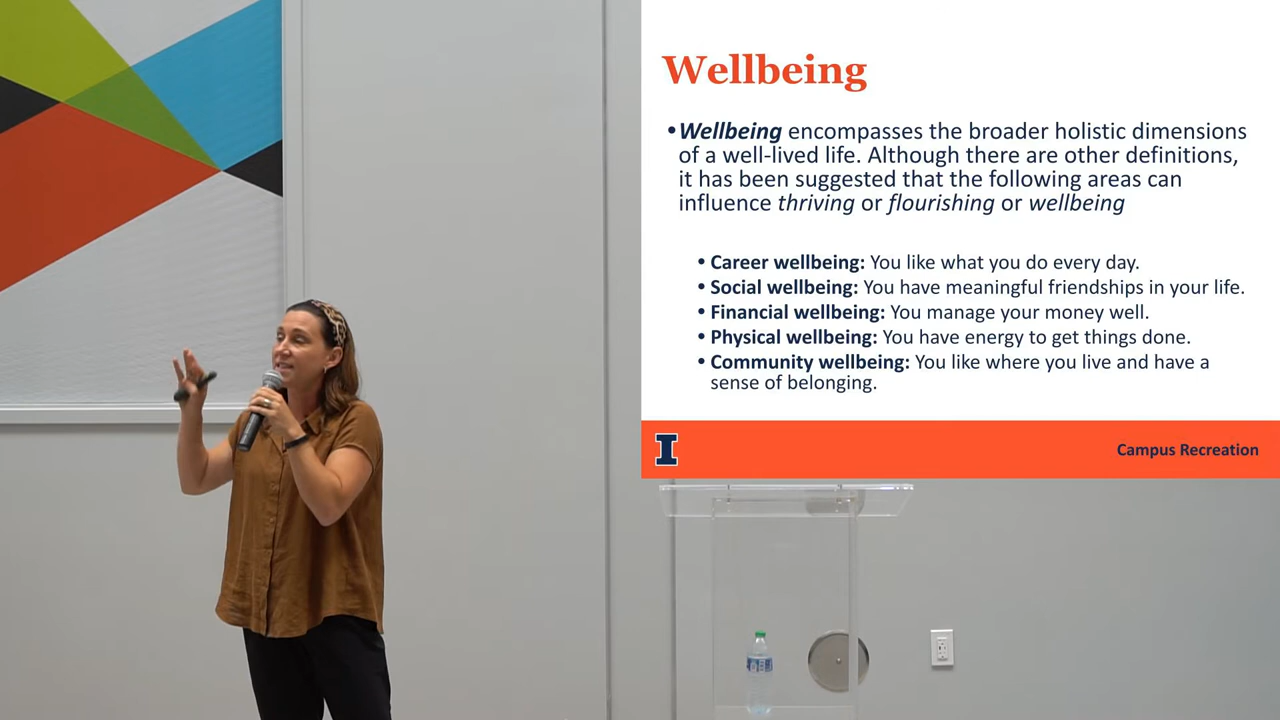 Wellbeing
•Wellbeing encompasses the broader holistic dimensions
of a well-lived life. Although there are other definitions,
it has been suggested that the following areas can
influence thriving or flourishing or wellbeing
• Career wellbeing: You like what you do every day.
• Social wellbeing: You have meaningful friendships in your life.
• Financial wellbeing: You manage your money well.
• Physical wellbeing: You have energy to get things done.
• Community wellbeing: You like where you live and have a
sense of belonging.
I
Campus Recreation